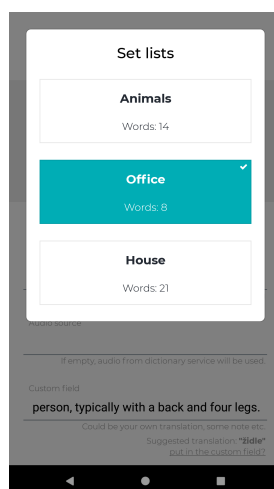 Set lists
Animals
Words: 14
Office
Words: 8
House
Words: 21
Audio source
If empty, audio from dictionary service will be used.
Custom field
person, typically with a back and four legs.
Could be your own translation, some note etc.
Suggested translation: "židle"
put in the custom field?